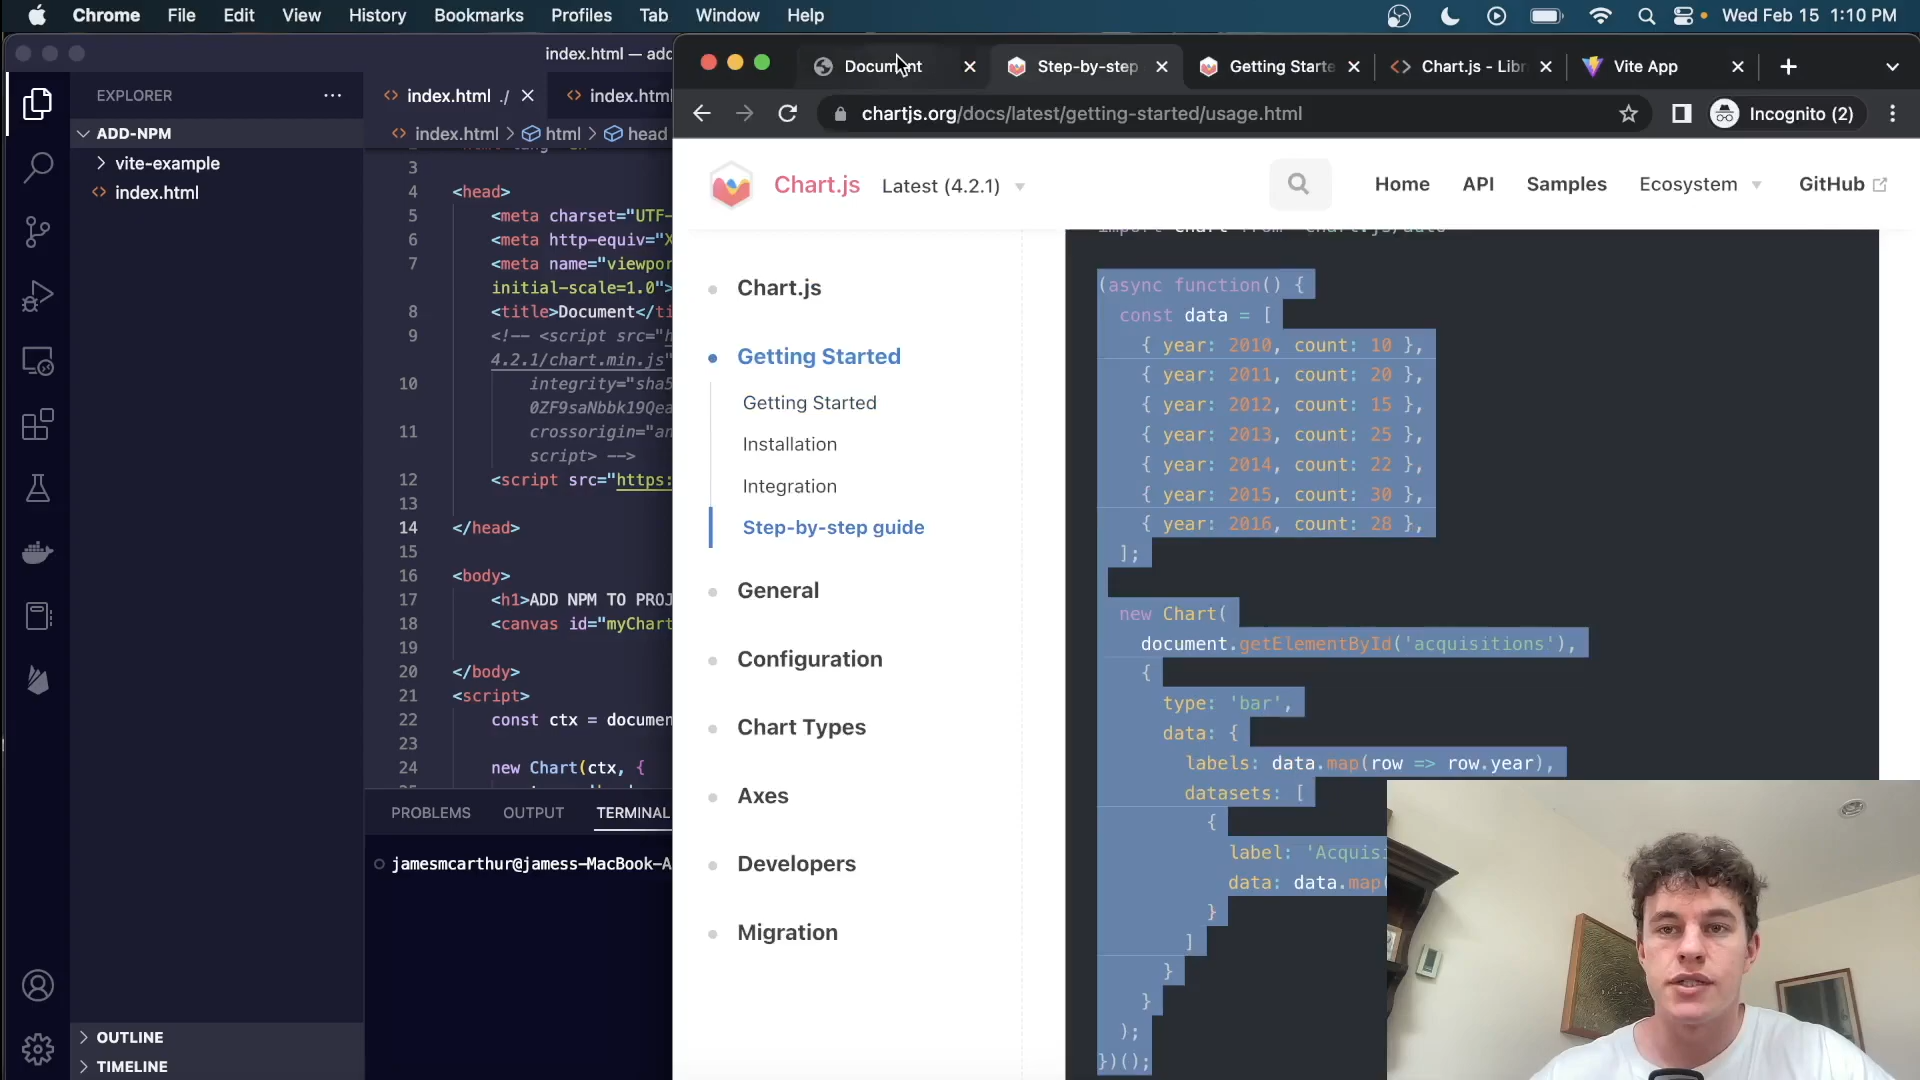 Chrome File Edit View History Bookmarks Profiles Tab Window Help Wed Feb 15 1:10 PM
index.html — add
EXPLORER
ADD-NPM
vite-example
index.html
OUTLINE
TIMELINE
index.html ./
index.html
index.html > html > head
3
4 <head>
5 <meta charset="UTF-
6 <meta http-equiv="X
7 <meta name="viewpor
initial-scale=1.0">
8 <title>Document</ti
9 <!-- <script src="h
4.2.1/chart.min.js"
10 integrity="sha5
0ZF9saNbbk19Qea
11 crossorigin="an
script> -->
12 <script src="https:
13
14 </head>
15
16 <body>
17 <h1>ADD NPM TO PROJ
18 <canvas id="myChart
19
20 </body>
21 <script>
22 const ctx = documen
23
24 new Chart(ctx, {
PROBLEMS OUTPUT TERMINAL
jamesmcarthur@jamess-MacBook-A
Document Step-by-step Getting Starte Chart.js - Libr Vite App
chartjs.org/docs/latest/getting-started/usage.html Incognito (2)
Chart.js Latest (4.2.1) Home API Samples Ecosystem GitHub
Chart.js
Getting Started
Getting Started
Installation
Integration
Step-by-step guide
General
Configuration
Chart Types
Axes
Developers
Migration
(async function() {
const data = [
{ year: 2010, count: 10 },
{ year: 2011, count: 20 },
{ year: 2012, count: 15 },
{ year: 2013, count: 25 },
{ year: 2014, count: 22 },
{ year: 2015, count: 30 },
{ year: 2016, count: 28 },
];
new Chart(
document.getElementById('acquisitions'),
{
type: 'bar',
data: {
labels: data.map(row => row.year),
datasets: [
{
label: 'Acquis
data: data.map(
}
]
}
}
);
})();